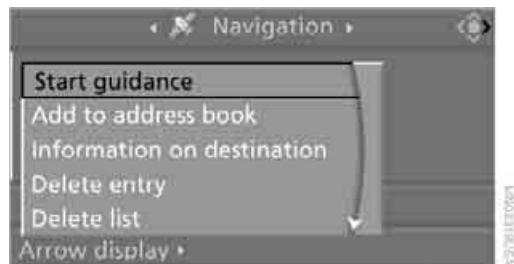 Navigation
Start guidance
Add to address book
Information on destination
Delete entry
Delete list
Arrow display